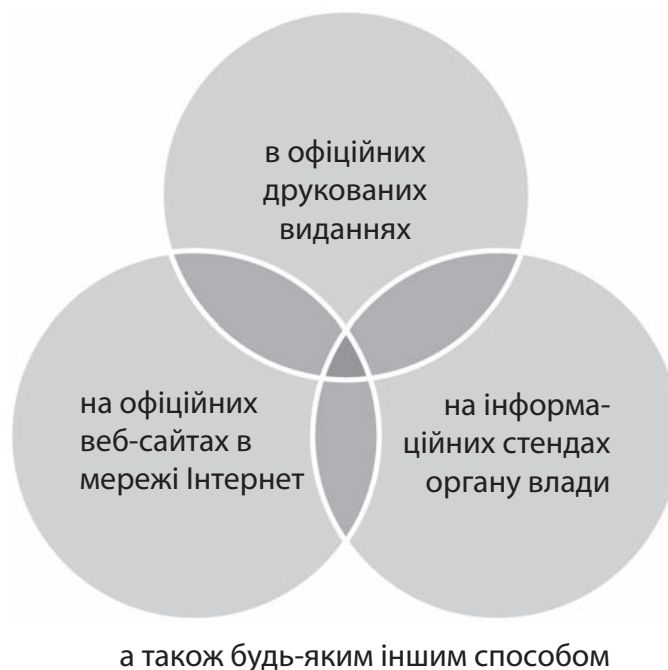 в офіційних
друкованих
виданнях
на офіційних
веб-сайтах в
мережі Інтернет
на інформа-
ційних стендах
органу влади
а також будь-яким іншим способом